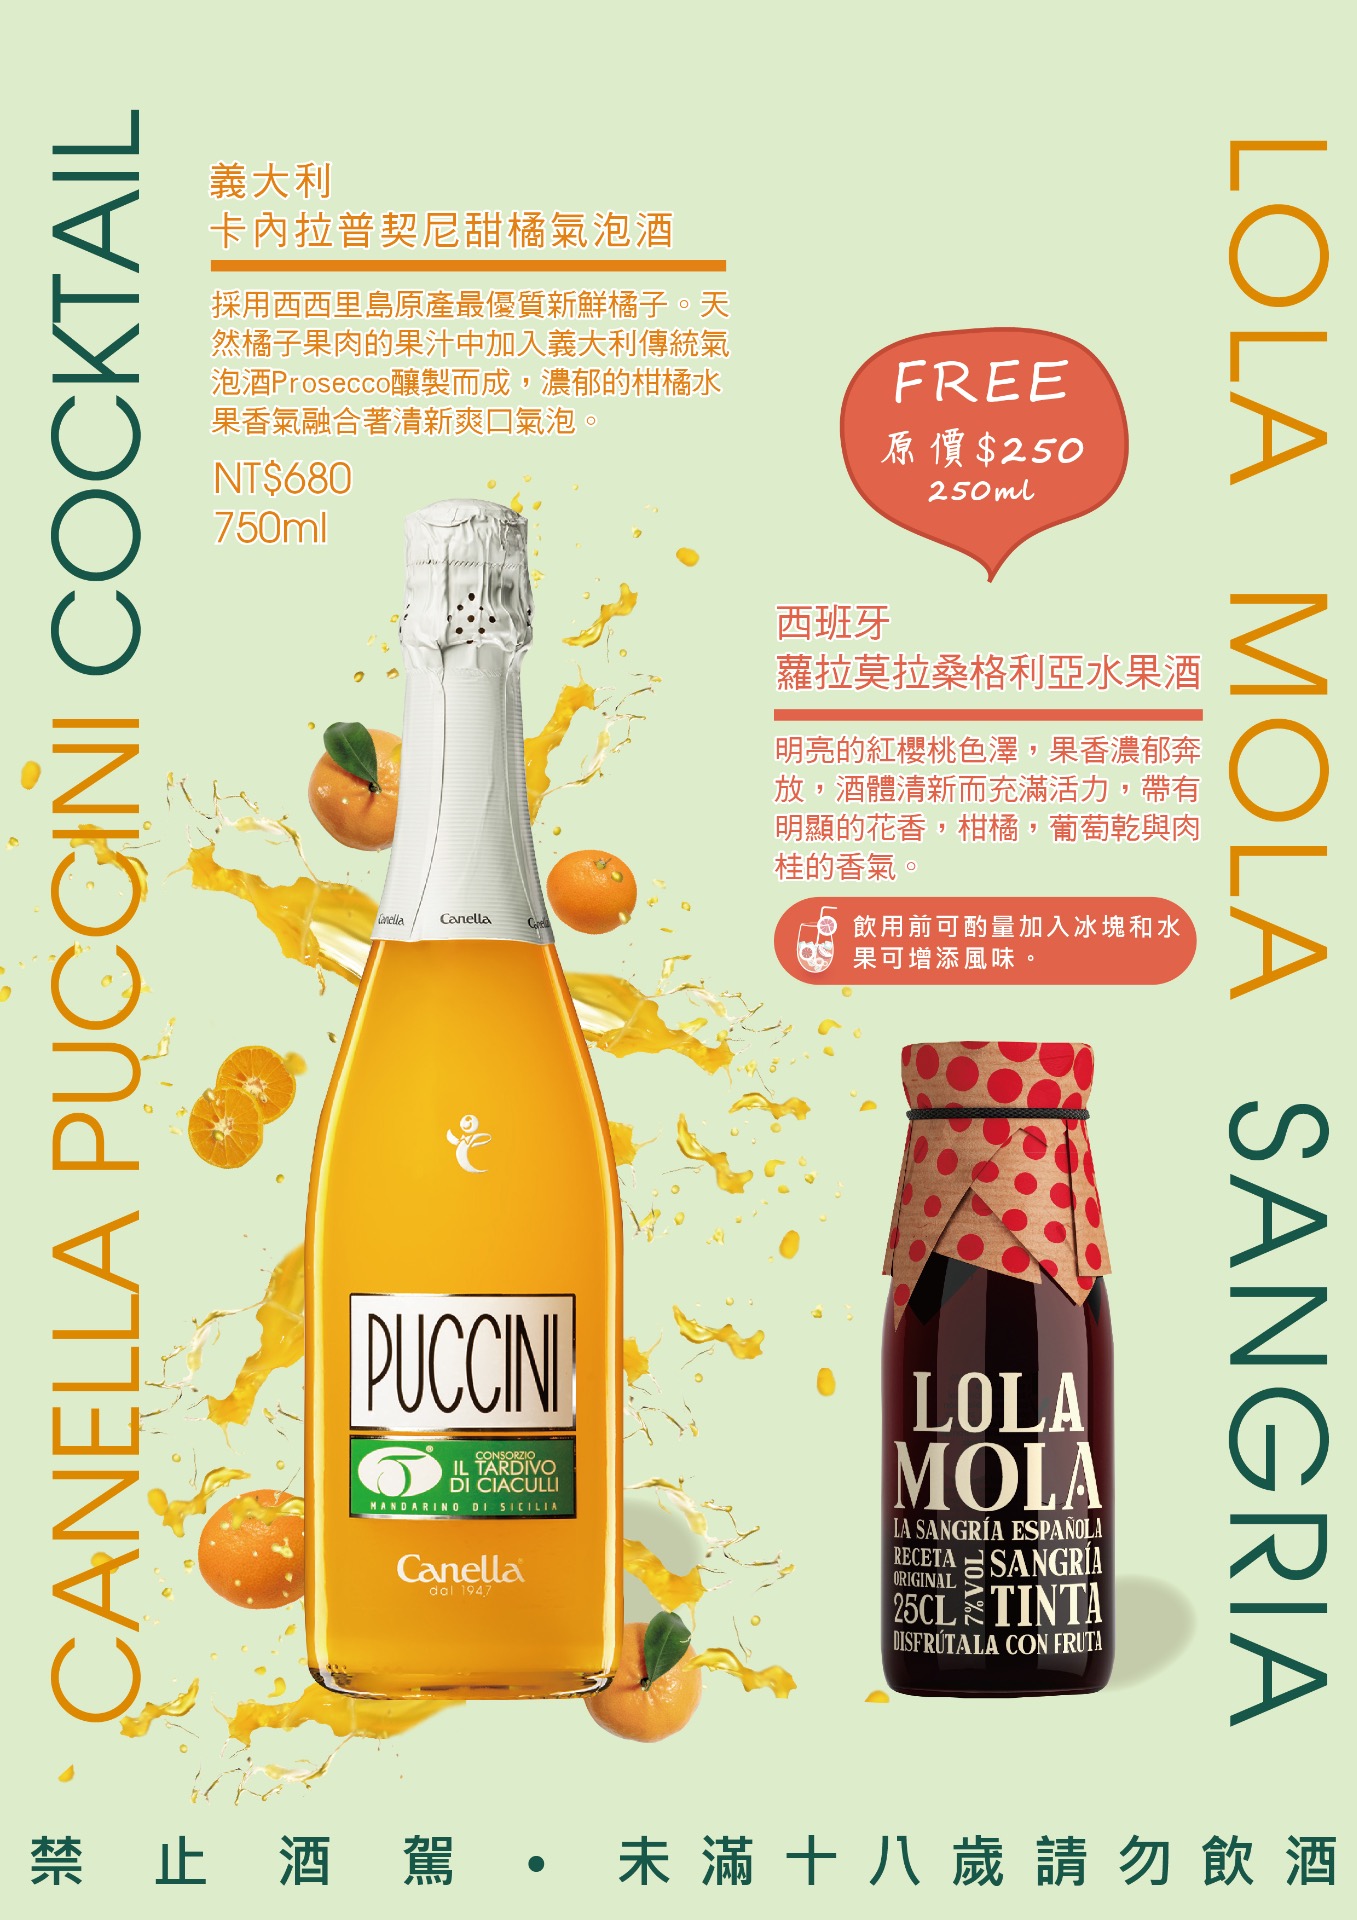 CANELLA PUCCINI COCKTAIL
義大利
卡內拉普契尼甜橘氣泡酒
採用西西里島原產最優質新鮮橘子。天
然橘子果肉的果汁中加入義大利傳統氣
泡酒Prosecco釀製而成，濃郁的柑橘水
果香氣融合著清新爽口氣泡。
NT$680
750ml
Canella
Canella
PUCCINI
CONSORZIO
IL TARDIVO
DI CIACULLI
MANDARINO DI SICILIA
Canella
dal 1947
LOLA MOLA SANGRIA
FREE
原價$250
250ml
西班牙
蘿拉莫拉桑格利亞水果酒
明亮的紅櫻桃色澤，果香濃郁奔
放，酒體清新而充滿活力，帶有
明顯的花香，柑橘，葡萄乾與肉
桂的香氣。
飲用前可酌量加入冰塊和水
果可增添風味。
LOLA
MOLA
LA SANGRÍA ESPAÑOLA
RECETA
ORIGINAL
25CL
7% VOL
SANGRÍA
TINTA
DISFRÚTALA CON FRUTA
禁止酒駕・未滿十八歲請勿飲酒